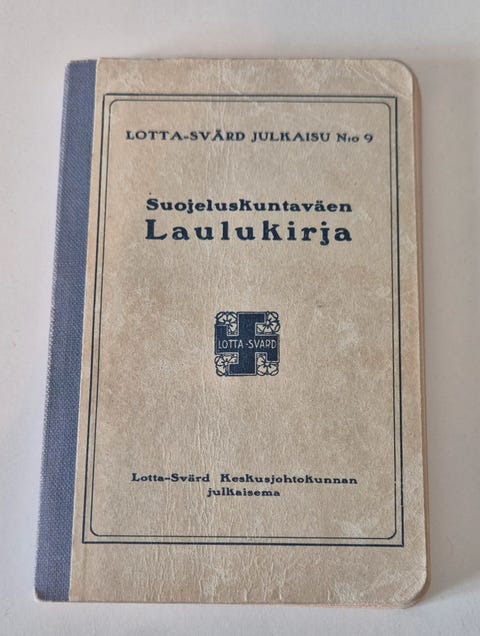 LOTTA-SVÄRD JULKAISU N:o 9
Suojeluskuntaväen
Laulukirja
LOTTA-SVÄRD
Lotta-Svärd Keskusjohtokunnan
julkaisema